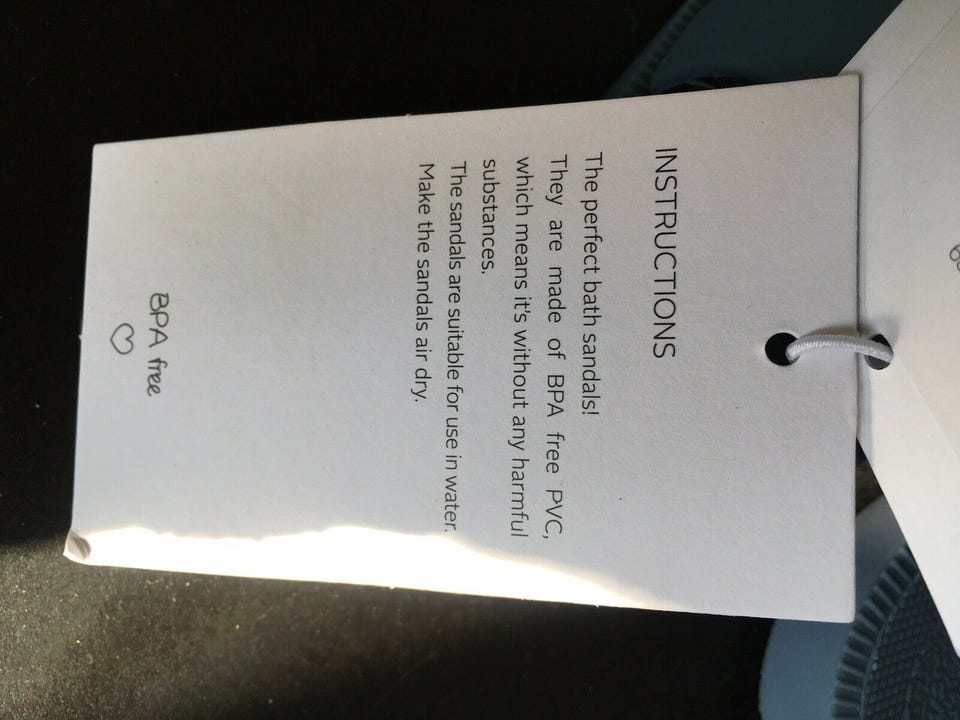 INSTRUCTIONS
The perfect bath sandals!
They are made of BPA free PVC,
which means it's without any harmful
substances.
The sandals are suitable for use in water.
Make the sandals air dry.
BPA free